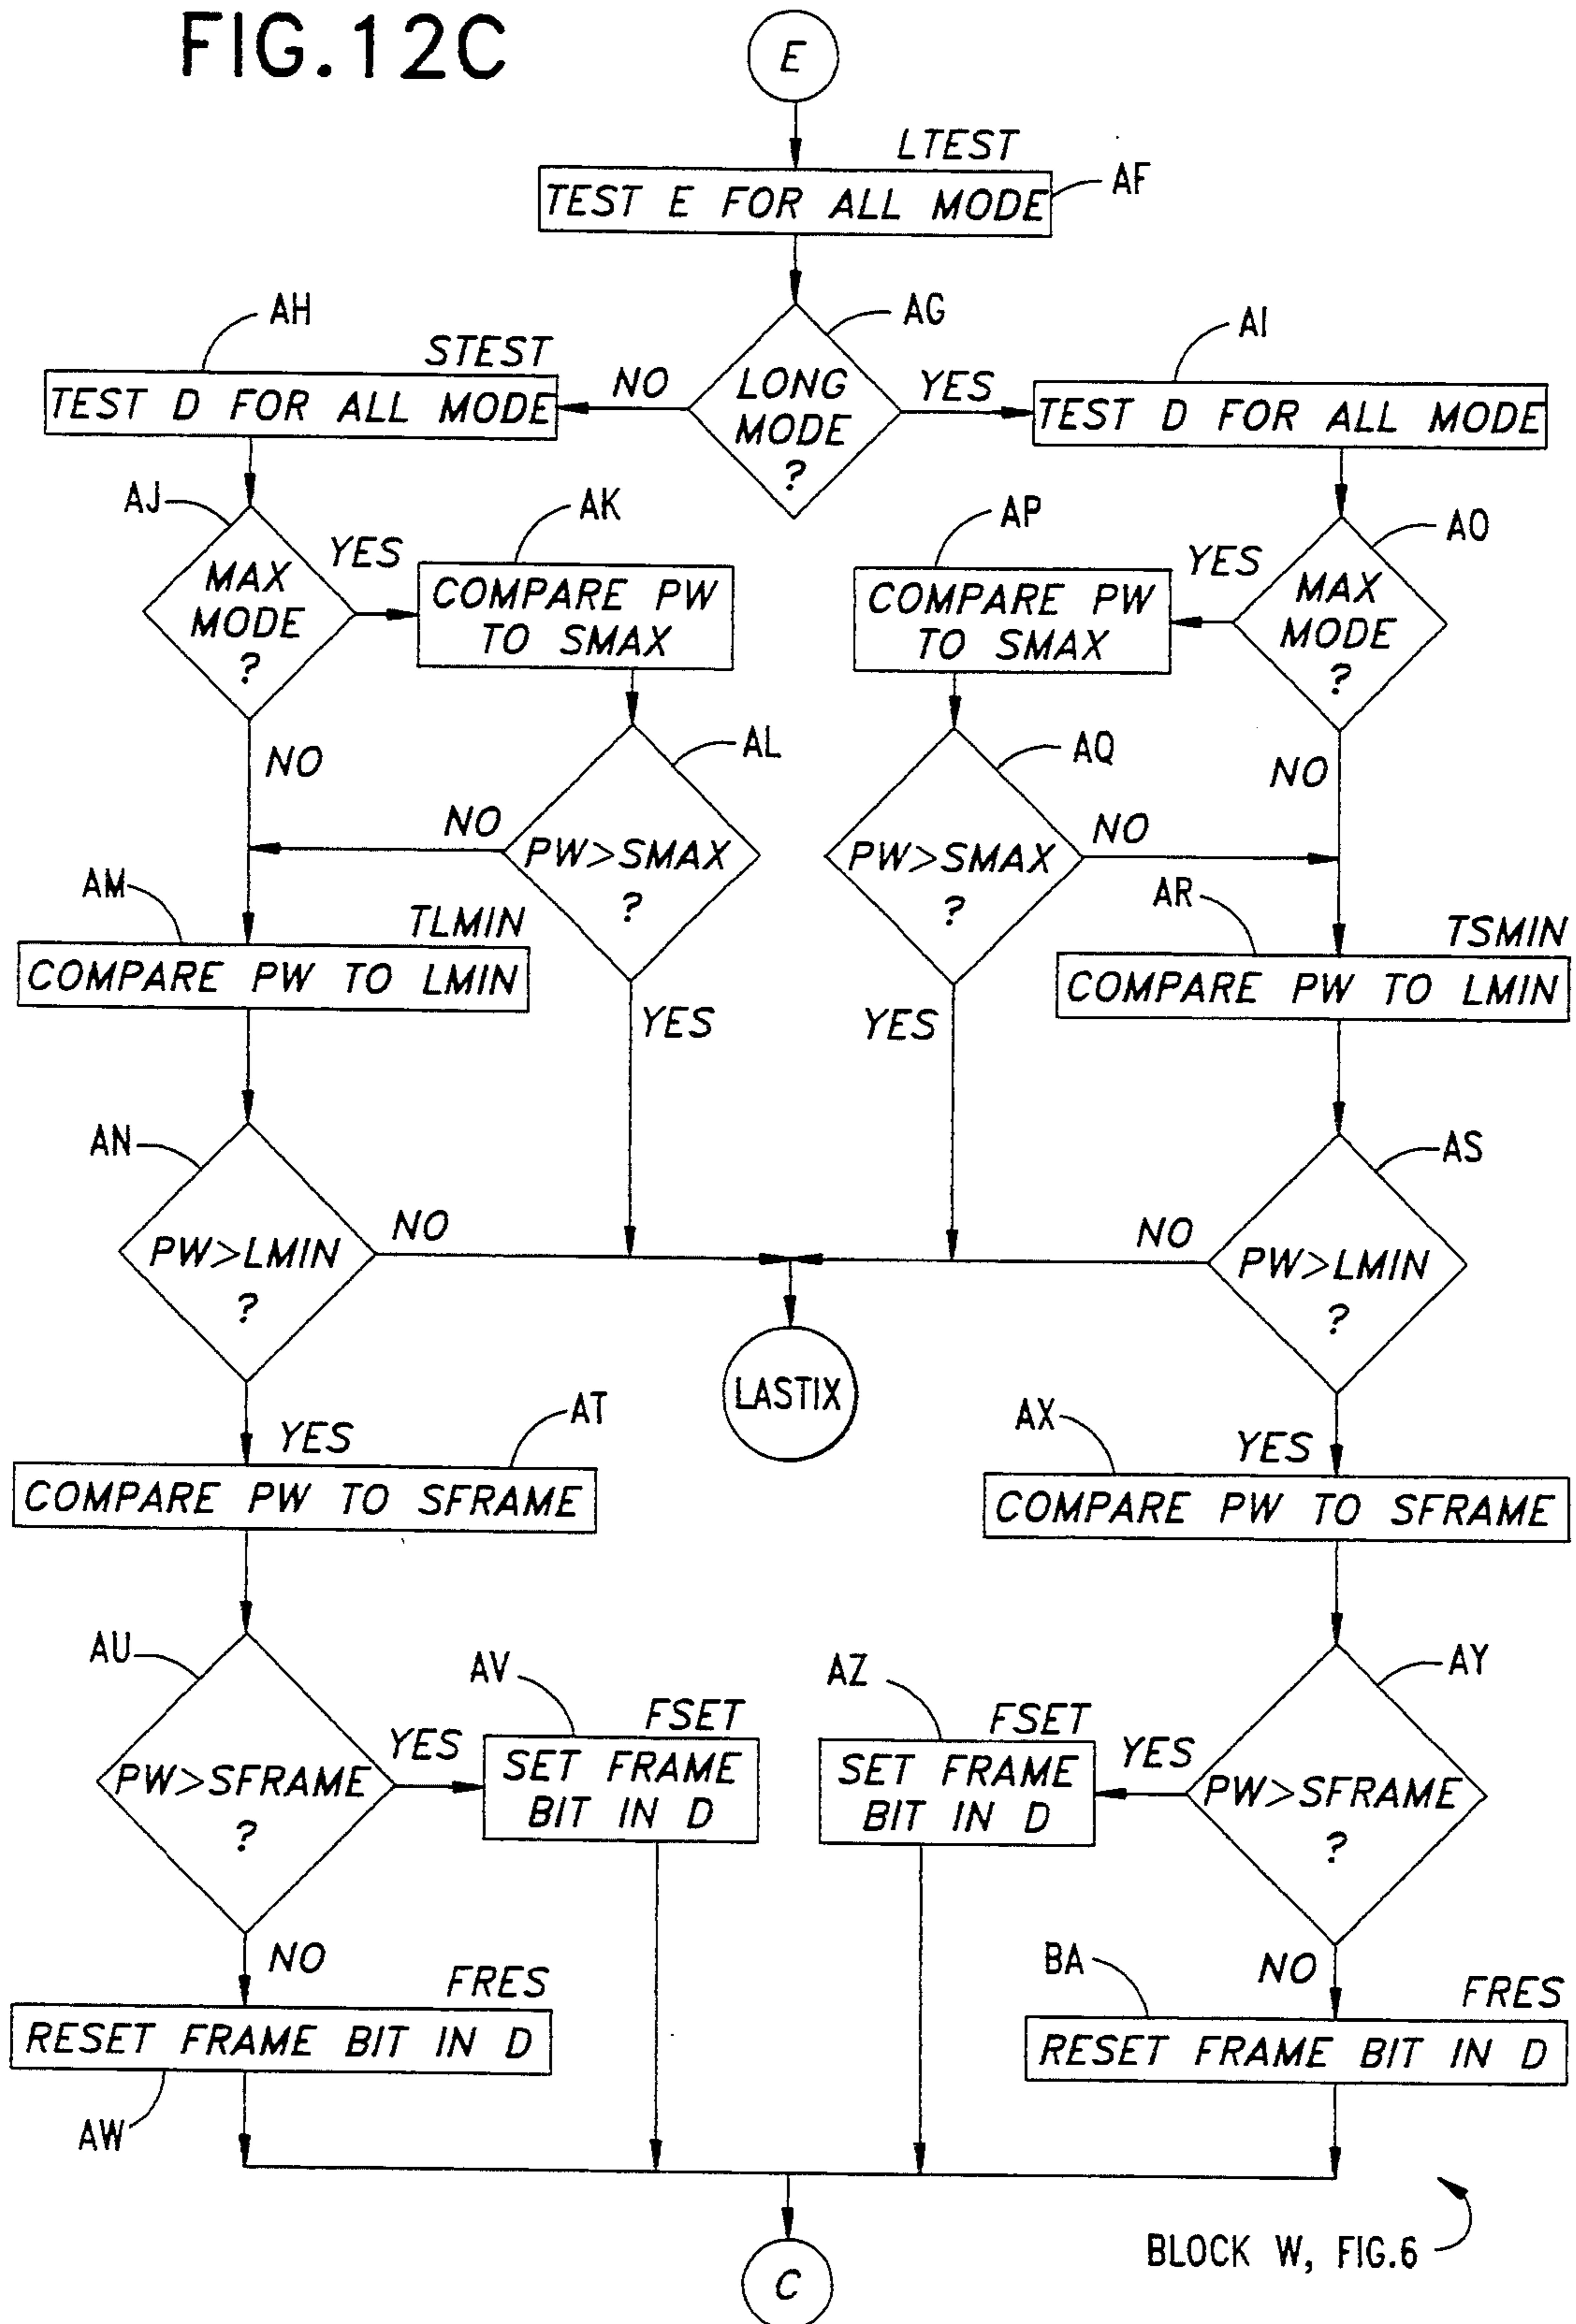 FIG.12C
E
LTEST
TEST E FOR ALL MODE
AF
AG
LONG
MODE
?
NO
YES
AH
STEST
TEST D FOR ALL MODE
AI
TEST D FOR ALL MODE
AJ
MAX
MODE
?
YES
NO
AK
COMPARE PW
TO SMAX
AP
COMPARE PW
TO SMAX
YES
AO
MAX
MODE
?
NO
AL
PW>SMAX
?
NO
YES
AQ
PW>SMAX
?
NO
YES
AM
TLMIN
COMPARE PW TO LMIN
AR
TSMIN
COMPARE PW TO LMIN
AN
PW>LMIN
?
NO
YES
AS
PW>LMIN
?
NO
YES
LASTIX
AT
COMPARE PW TO SFRAME
AX
COMPARE PW TO SFRAME
AU
PW>SFRAME
?
YES
NO
AV
FSET
SET FRAME
BIT IN D
AZ
FSET
SET FRAME
BIT IN D
YES
AY
PW>SFRAME
?
NO
FRES
RESET FRAME BIT IN D
AW
BA
FRES
RESET FRAME BIT IN D
C
BLOCK W, FIG.6